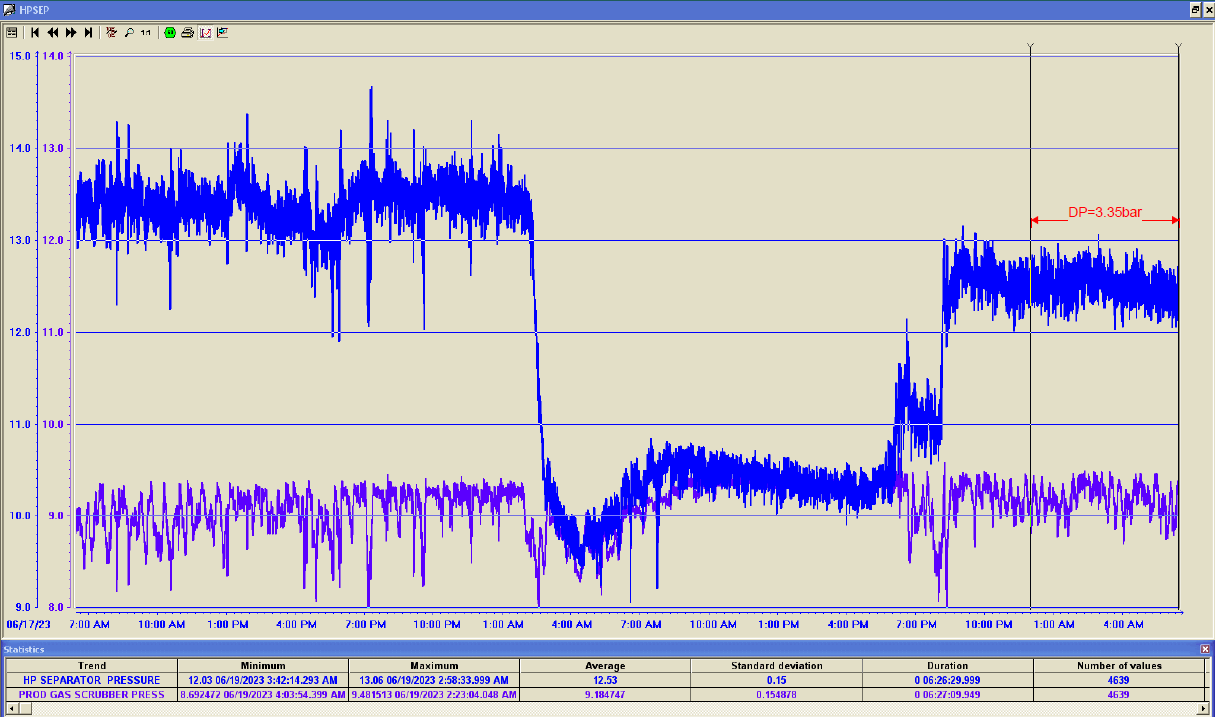 HPSEP
1:1
15.0 14.0
14.0 13.0
DP=3.35bar
13.0 12.0
12.0 11.0
11.0 10.0
10.0 9.0
9.0 8.0
06/17/23 7:00 AM 10:00 AM 1:00 PM 4:00 PM 7:00 PM 10:00 PM 1:00 AM 4:00 AM 7:00 AM 10:00 AM 1:00 PM 4:00 PM 7:00 PM 10:00 PM 1:00 AM 4:00 AM
Statistics
Trend Minimum Maximum Average Standard deviation Duration Number of values
HP SEPARATOR PRESSURE 12.03 06/19/2023 3:42:14.293 AM 13.06 06/19/2023 2:58:33.999 AM 12.53 0.15 0 06:26:29.999 4639
PROD GAS SCRUBBER PRESS 8.692472 06/19/2023 4:03:54.399 AM 9.481513 06/19/2023 2:23:04.048 AM 9.184747 0.154878 0 06:27:09.949 4639